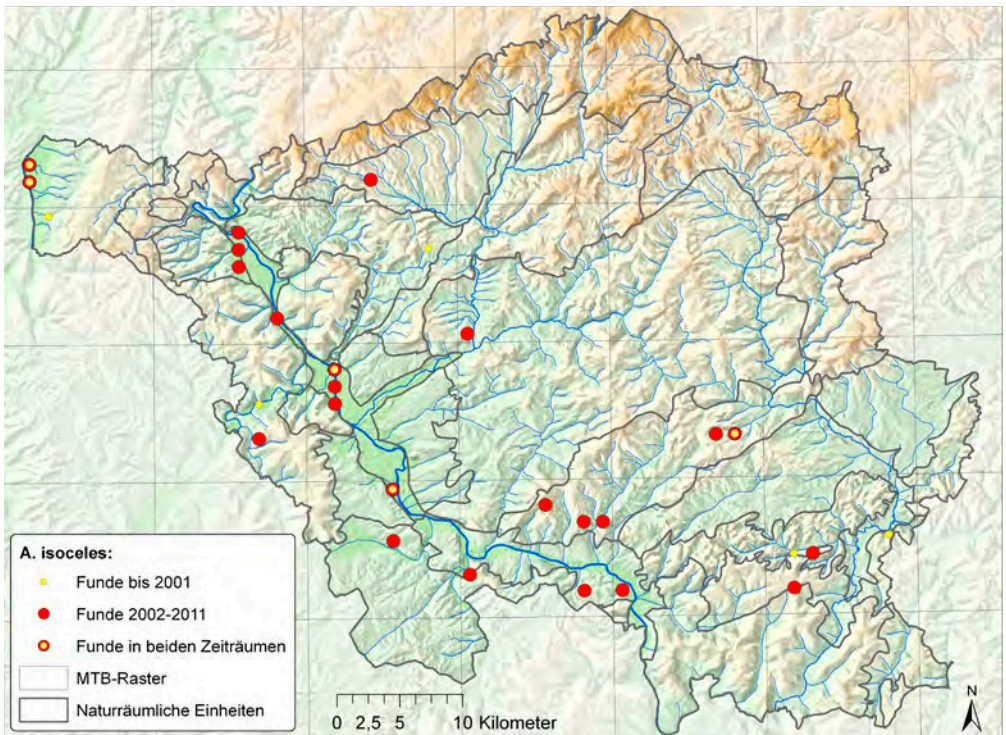 A. isoceles:
Funde bis 2001
Funde 2002-2011
Funde in beiden Zeiträumen
MTB-Raster
Naturräumliche Einheiten
0 2,5 5 10 Kilometer
N